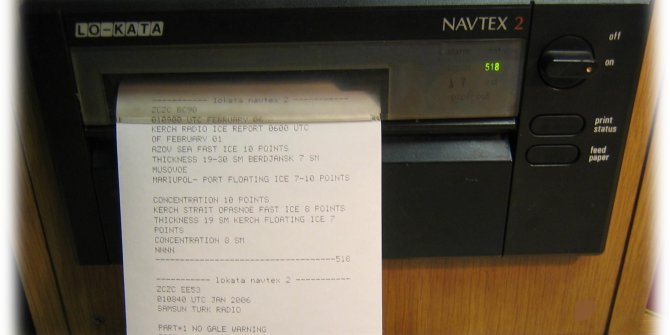 LO-KATA
NAVTEX 2
off
on
518
print
status
feed
paper
----------- lokata navtex 2 -----------
ZCZC BC90
010900 UTC FEBRUARY 06
KERCH RADIO ICE REPORT 0600 UTC
OF FEBRUARY 01
AZOV SEA FAST ICE 10 POINTS
THICKNESS 19-30 SM BERDJANSK 7 SM
MUSOVOE
MARIUPOL- PORT FLOATING ICE 7-10 POINTS
CONCENTRATION 10 POINTS
KERCH STRAIT OPASNOE FAST ICE 8 POINTS
THICKNESS 19 SM KERCH FLOATING ICE 7
POINTS
CONCENTRATION 8 SM
NNNN
------------------------------------518
----------- lokata navtex 2 -----------
ZCZC EE53
010840 UTC JAN 2006
SAMSUN TURK RADIO
PART*1 NO GALE WARNING